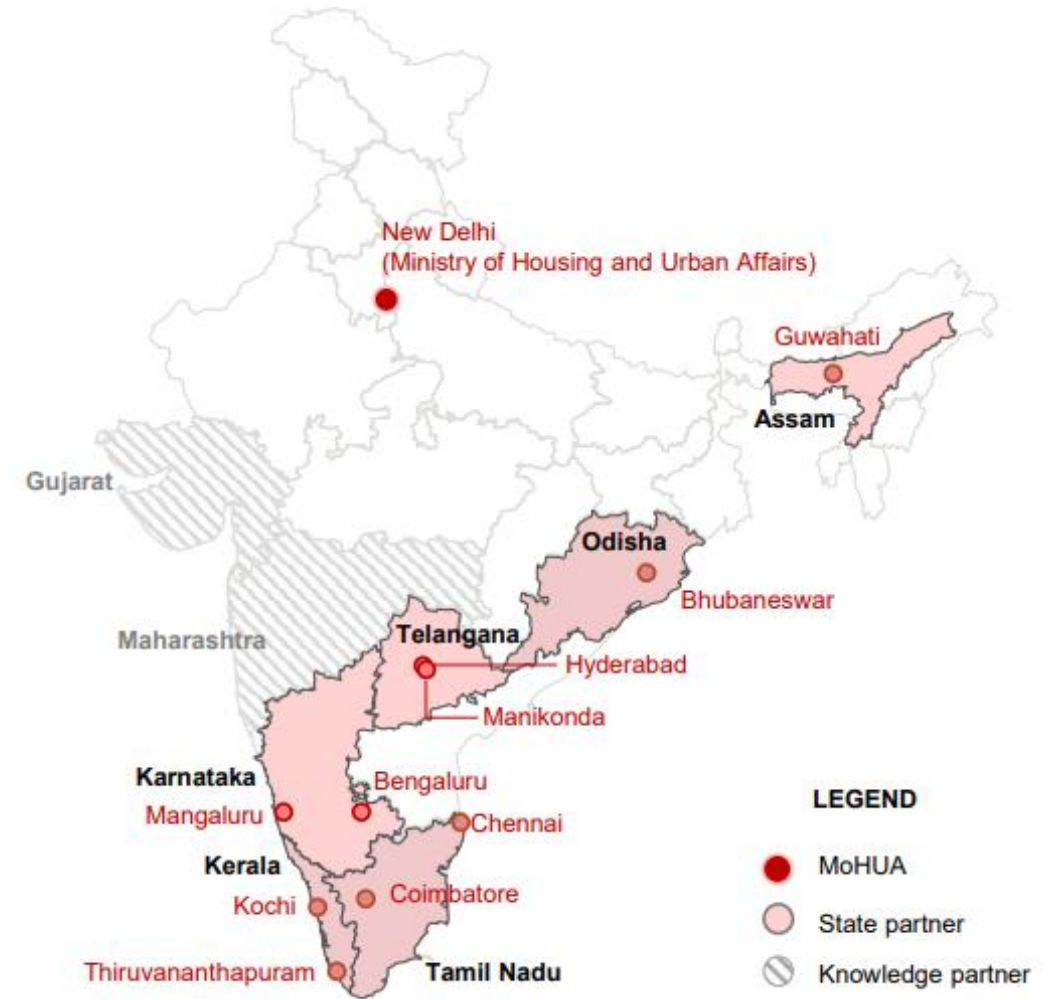 New Delhi
(Ministry of Housing and Urban Affairs)
Guwahati
Assam
Gujarat
Odisha
Bhubaneswar
Maharashtra
Telangana
Hyderabad
Manikonda
Karnataka
Bengaluru
Mangaluru
Chennai
Kerala
Coimbatore
Kochi
Thiruvananthapuram
Tamil Nadu
LEGEND
MoHUA
State partner
Knowledge partner